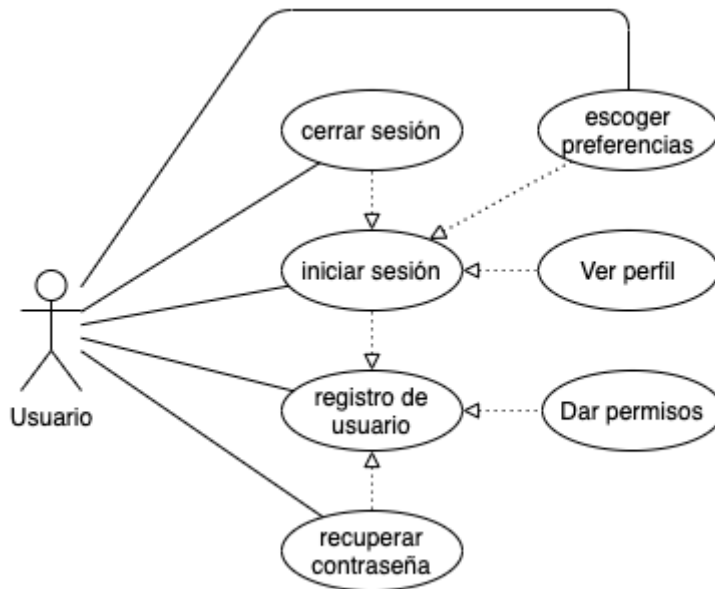 cerrar sesión
escoger
preferencias
iniciar sesión
Ver perfil
Usuario
registro de
usuario
Dar permisos
recuperar
contraseña